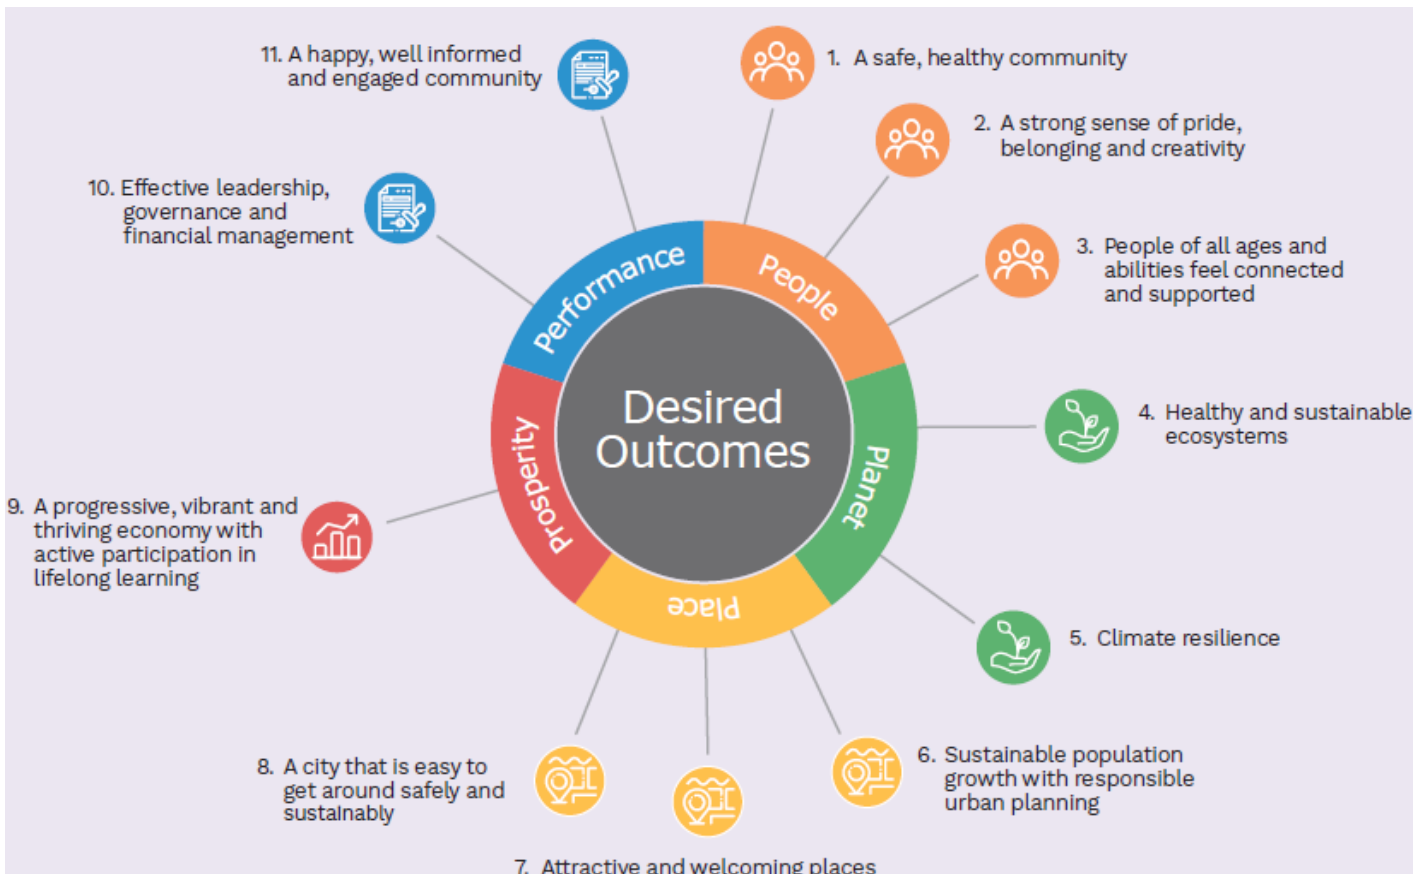 Desired
Outcomes
People
Planet
Place
Prosperity
Performance
1. A safe, healthy community
2. A strong sense of pride,
belonging and creativity
3. People of all ages and
abilities feel connected
and supported
4. Healthy and sustainable
ecosystems
5. Climate resilience
6. Sustainable population
growth with responsible
urban planning
7. Attractive and welcoming places
8. A city that is easy to
get around safely and
sustainably
9. A progressive, vibrant and
thriving economy with
active participation in
lifelong learning
10. Effective leadership,
governance and
financial management
11. A happy, well informed
and engaged community